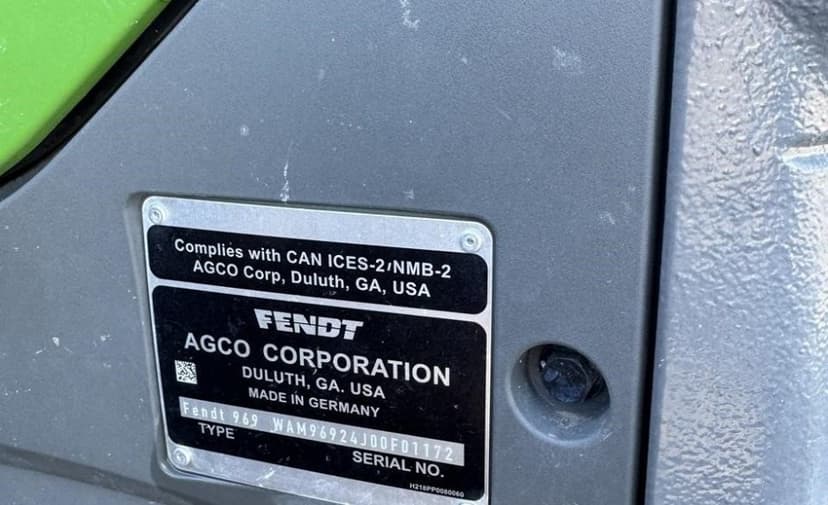 Complies with CAN ICES-2/NMB-2
AGCO Corp, Duluth, GA, USA
FENDT
AGCO CORPORATION
DULUTH, GA. USA
MADE IN GERMANY
Fendt 969 WAM96924J00F01172
TYPE SERIAL NO.
H218PP0080060